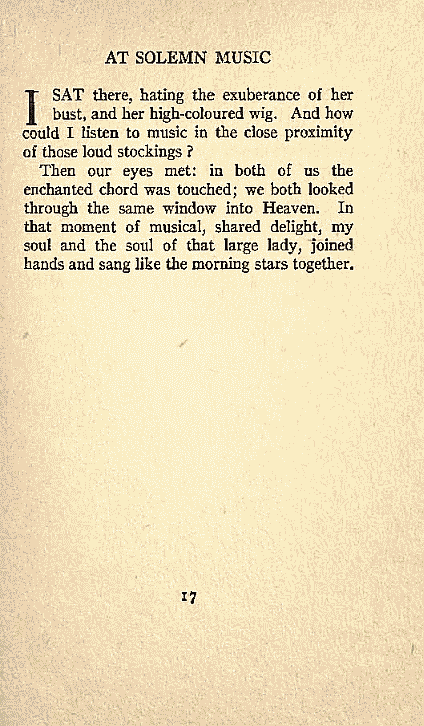 AT SOLEMN MUSIC
I SAT there, hating the exuberance of her
bust, and her high-coloured wig. And how
could I listen to music in the close proximity
of those loud stockings ?
Then our eyes met: in both of us the
enchanted chord was touched; we both looked
through the same window into Heaven. In
that moment of musical, shared delight, my
soul and the soul of that large lady, joined
hands and sang like the morning stars together.
17